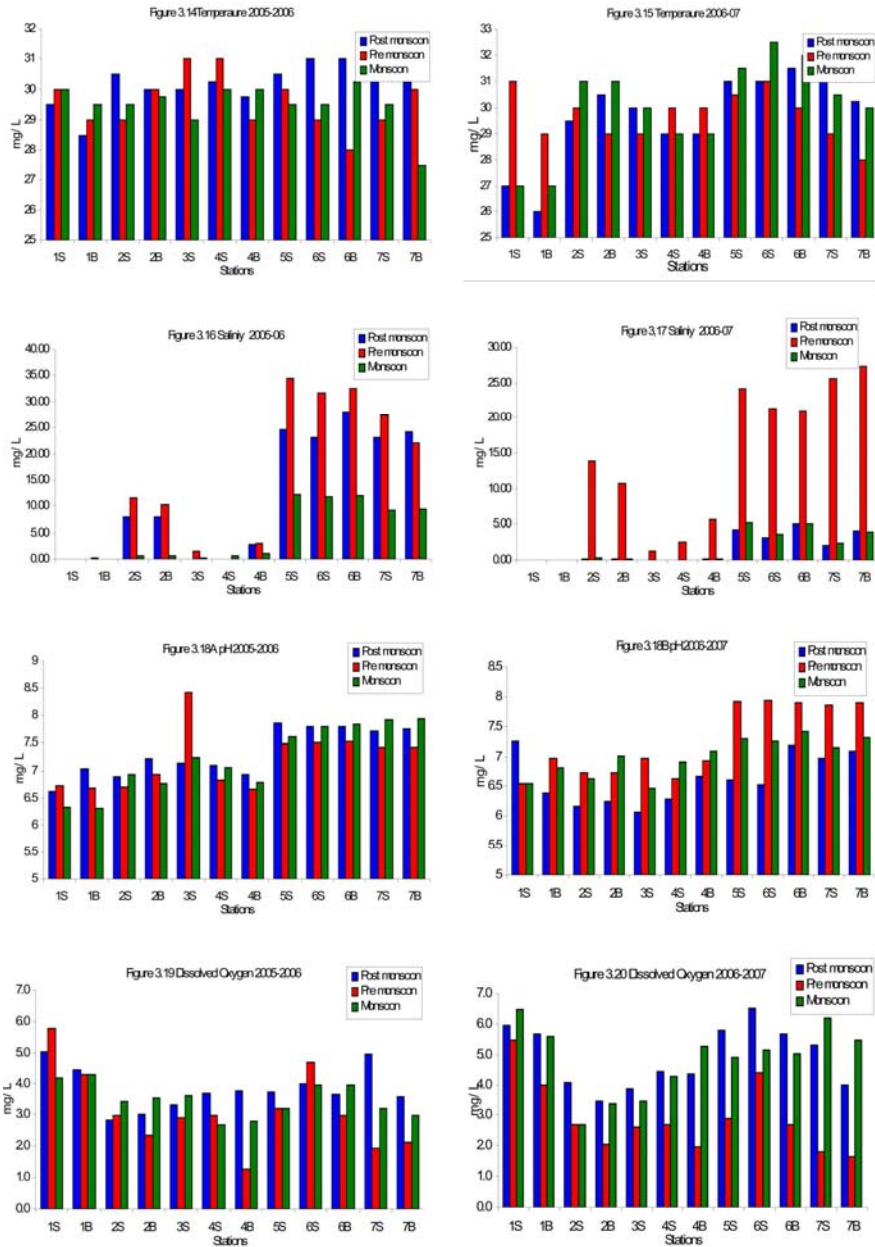 Figure 3.14Temperaure 2005-2006
Post monsoon
Pre monsoon
Monsoon
32
31
30
29
28
27
26
25
mg/ L
1S 1B 2S 2B 3S 4S 4B 5S 6S 6B 7S 7B
Stations
Figure 3.15 Temperaure 2006-07
Post monsoon
Pre monsoon
Monsoon
33
32
31
30
29
28
27
26
25
mg/ L
1S 1B 2S 2B 3S 4S 4B 5S 6S 6B 7S 7B
Stations
Figure 3.16 Saliniy 2005-06
Post monsoon
Pre monsoon
Monsoon
40.00
35.00
30.00
25.00
20.00
15.00
10.00
5.00
0.00
mg/ L
1S 1B 2S 2B 3S 4S 4B 5S 6S 6B 7S 7B
Stations
Figure 3.17 Saliniy 2006-07
Post monsoon
Pre monsoon
Monsoon
30.00
25.00
20.00
15.00
10.00
5.00
0.00
mg/ L
1S 1B 2S 2B 3S 4S 4B 5S 6S 6B 7S 7B
Stations
Figure 3.18A pH2005-2006
Post monsoon
Pre monsoon
Monsoon
9
8.5
8
7.5
7
6.5
6
5.5
5
mg/ L
1S 1B 2S 2B 3S 4S 4B 5S 6S 6B 7S 7B
Stations
Figure 3.18BpH2006-2007
Post monsoon
Pre monsoon
Monsoon
8.5
8
7.5
7
6.5
6
5.5
5
mg/ L
1S 1B 2S 2B 3S 4S 4B 5S 6S 6B 7S 7B
Stations
Figure 3.19 Dissolved Oxygen 2005-2006
Post monsoon
Pre monsoon
Monsoon
7.0
6.0
5.0
4.0
3.0
2.0
1.0
0.0
mg/ L
1S 1B 2S 2B 3S 4S 4B 5S 6S 6B 7S 7B
Stations
Figure 3.20 Dissolved Oxygen 2006-2007
Post monsoon
Pre monsoon
Monsoon
7.0
6.0
5.0
4.0
3.0
2.0
1.0
0.0
mg/ L
1S 1B 2S 2B 3S 4S 4B 5S 6S 6B 7S 7B
Stations